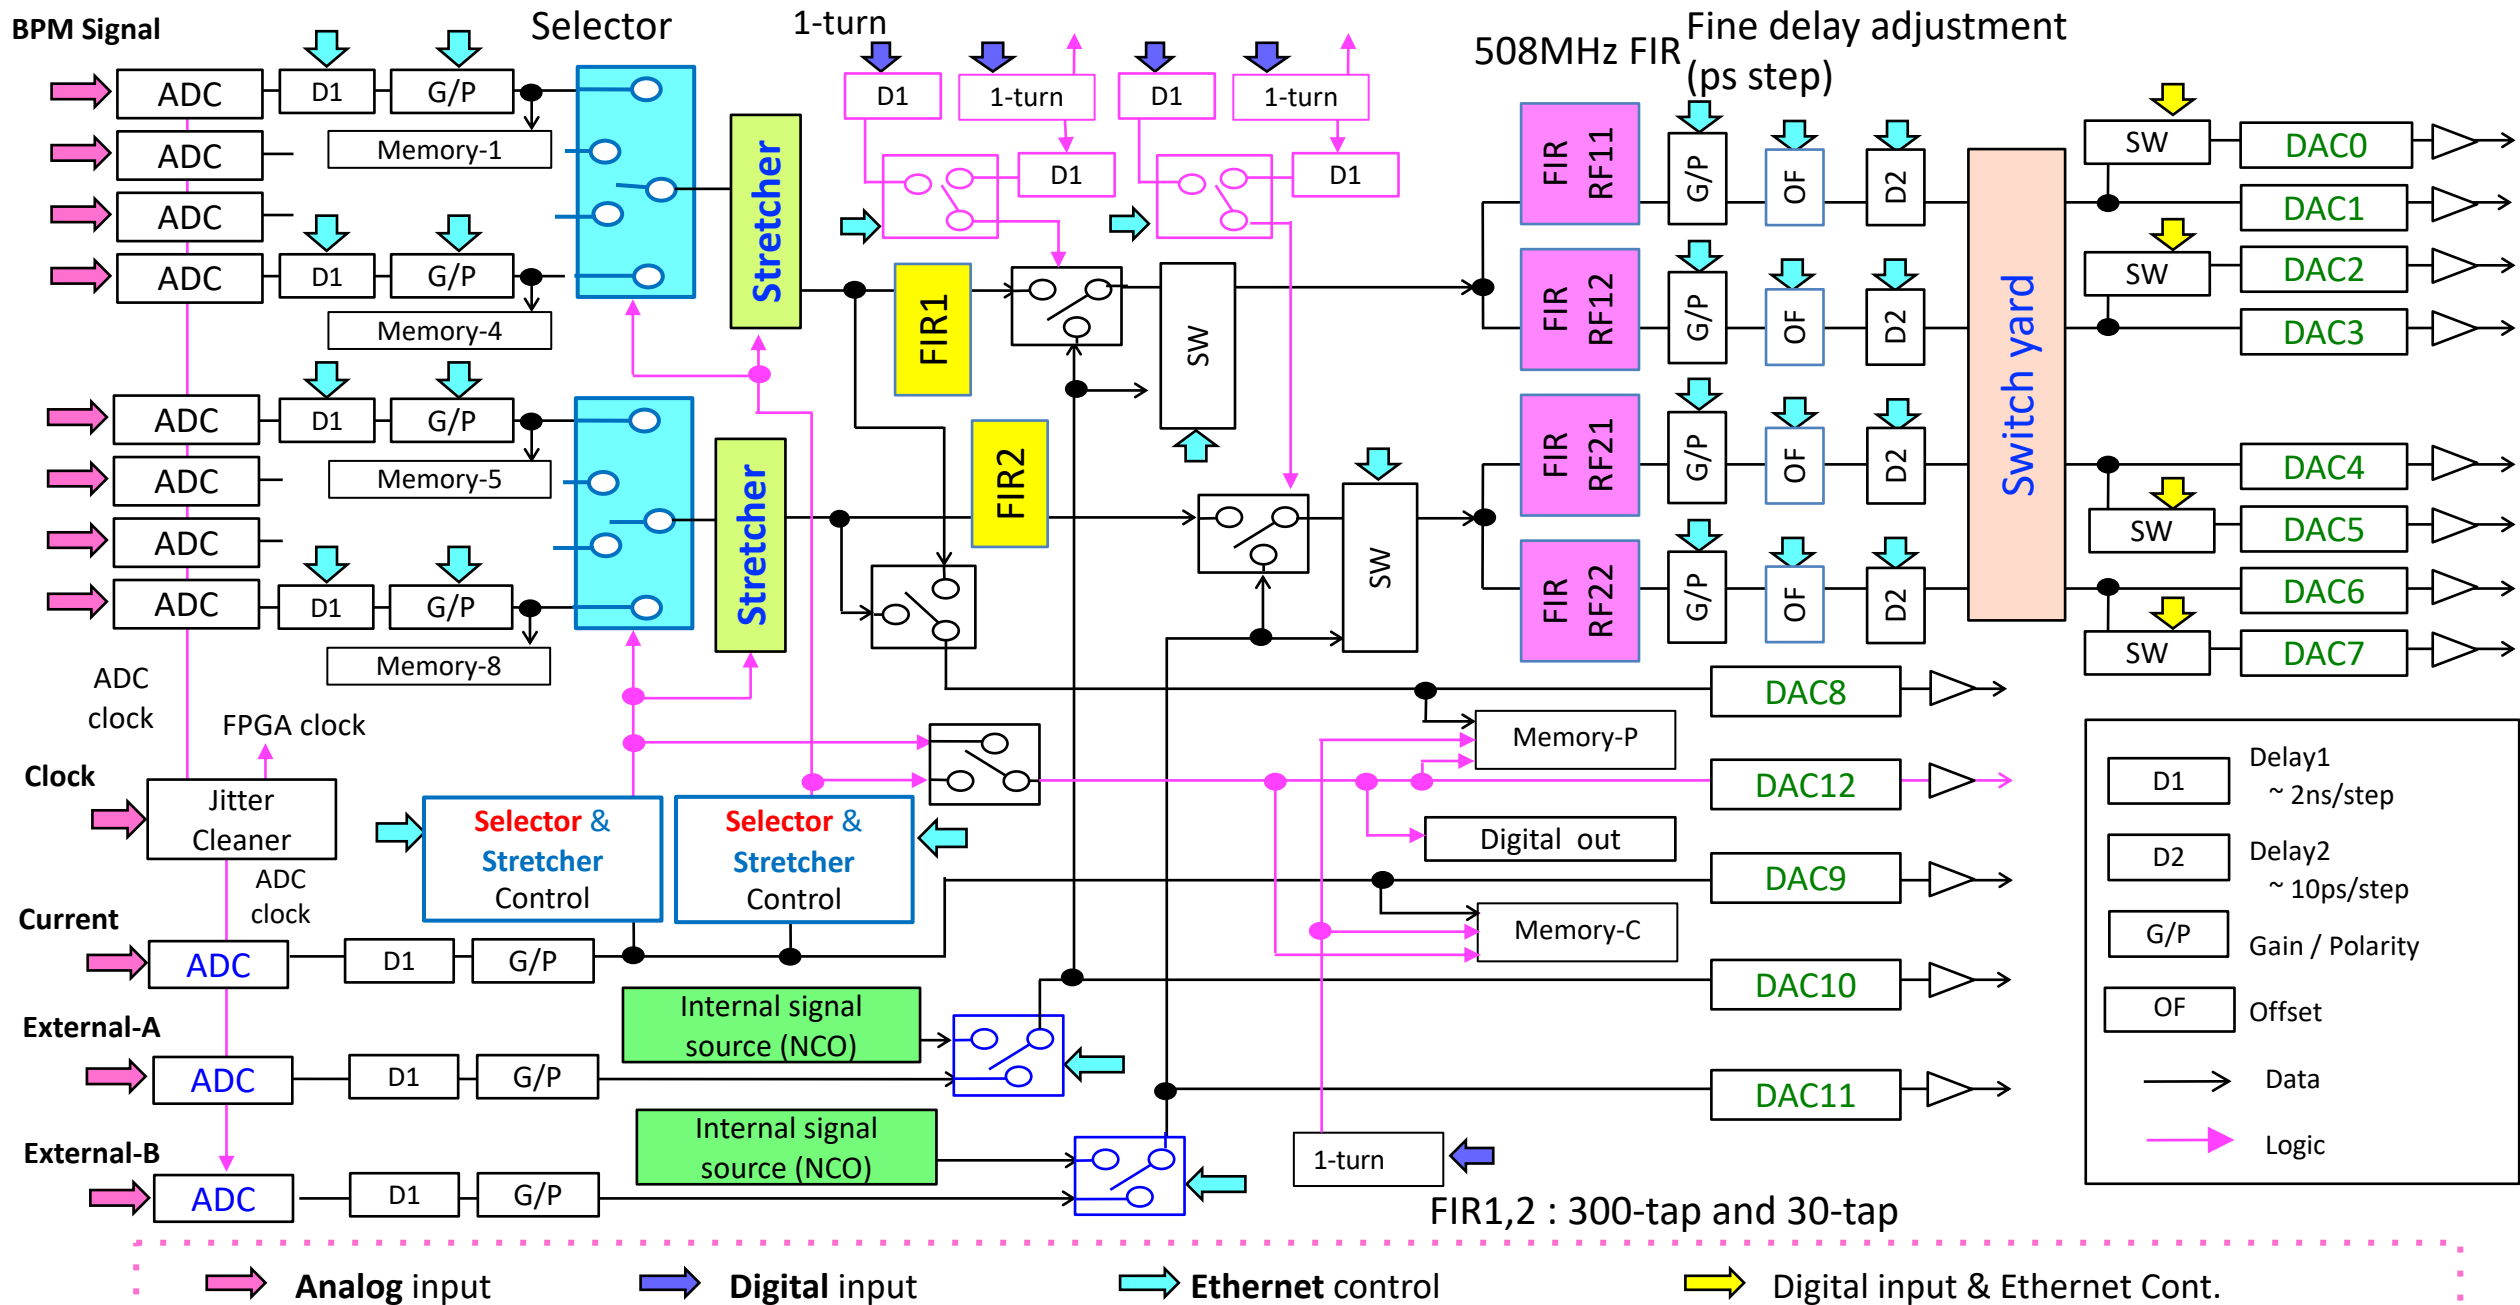 BPM Signal
Selector
1-turn
508MHz FIR
Fine delay adjustment
(ps step)
ADC
D1
G/P
Memory-1
ADC
ADC
ADC
D1
G/P
Memory-4
ADC
D1
G/P
Memory-5
ADC
ADC
ADC
D1
G/P
Memory-8
Stretcher
Stretcher
D1
1-turn
D1
D1
1-turn
D1
FIR1
FIR2
SW
SW
FIR
RF11
G/P
OF
D2
FIR
RF12
G/P
OF
D2
FIR
RF21
G/P
OF
D2
FIR
RF22
G/P
OF
D2
Switch yard
SW
DAC0
DAC1
SW
DAC2
DAC3
DAC4
SW
DAC5
DAC6
SW
DAC7
ADC
clock
FPGA clock
Clock
Jitter
Cleaner
ADC
clock
Selector &
Stretcher
Control
Selector &
Stretcher
Control
DAC8
Memory-P
DAC12
Digital out
DAC9
Memory-C
DAC10
DAC11
Current
ADC
D1
G/P
External-A
ADC
D1
G/P
Internal signal
source (NCO)
External-B
ADC
D1
G/P
Internal signal
source (NCO)
1-turn
FIR1,2 : 300-tap and 30-tap
D1
Delay1
~ 2ns/step
D2
Delay2
~ 10ps/step
G/P
Gain / Polarity
OF
Offset
Data
Logic
Analog input
Digital input
Ethernet control
Digital input & Ethernet Cont.